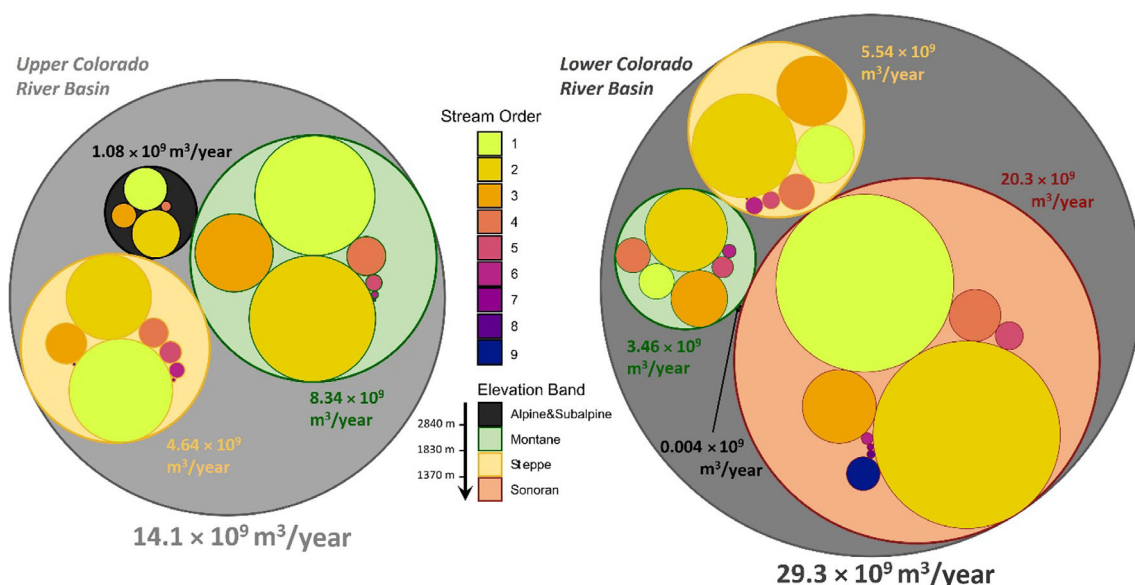 Upper Colorado
River Basin
1.08 × 10⁹ m³/year
8.34 × 10⁹
m³/year
4.64 × 10⁹
m³/year
14.1 × 10⁹ m³/year
Stream Order
1
2
3
4
5
6
7
8
9
Elevation Band
Alpine&Subalpine
2840 m
Montane
1830 m
Steppe
1370 m
Sonoran
Lower Colorado
River Basin
5.54 × 10⁹
m³/year
20.3 × 10⁹
m³/year
3.46 × 10⁹
m³/year
0.004 × 10⁹
m³/year
29.3 × 10⁹ m³/year